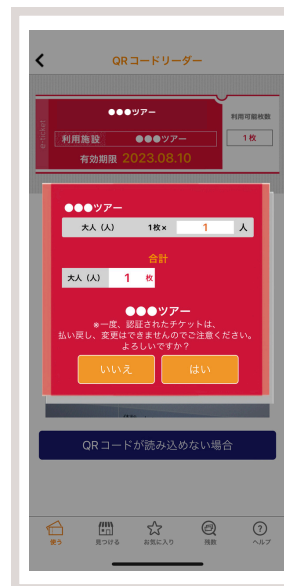 QRコードリーダー
e-ticket
●●●ツアー
利用可能枚数
利用施設 ●●●ツアー
1枚
有効期限 2023.08.10
●●●ツアー
大人（人） 1枚× 1 人
合計
大人（人） 1 枚
●●●ツアー
※一度、認証されたチケットは、
払い戻し、変更はできませんのでご注意ください。
よろしいですか？
いいえ はい
QRコードが読み込めない場合
使う 見つける お気に入り 残数 ヘルプ